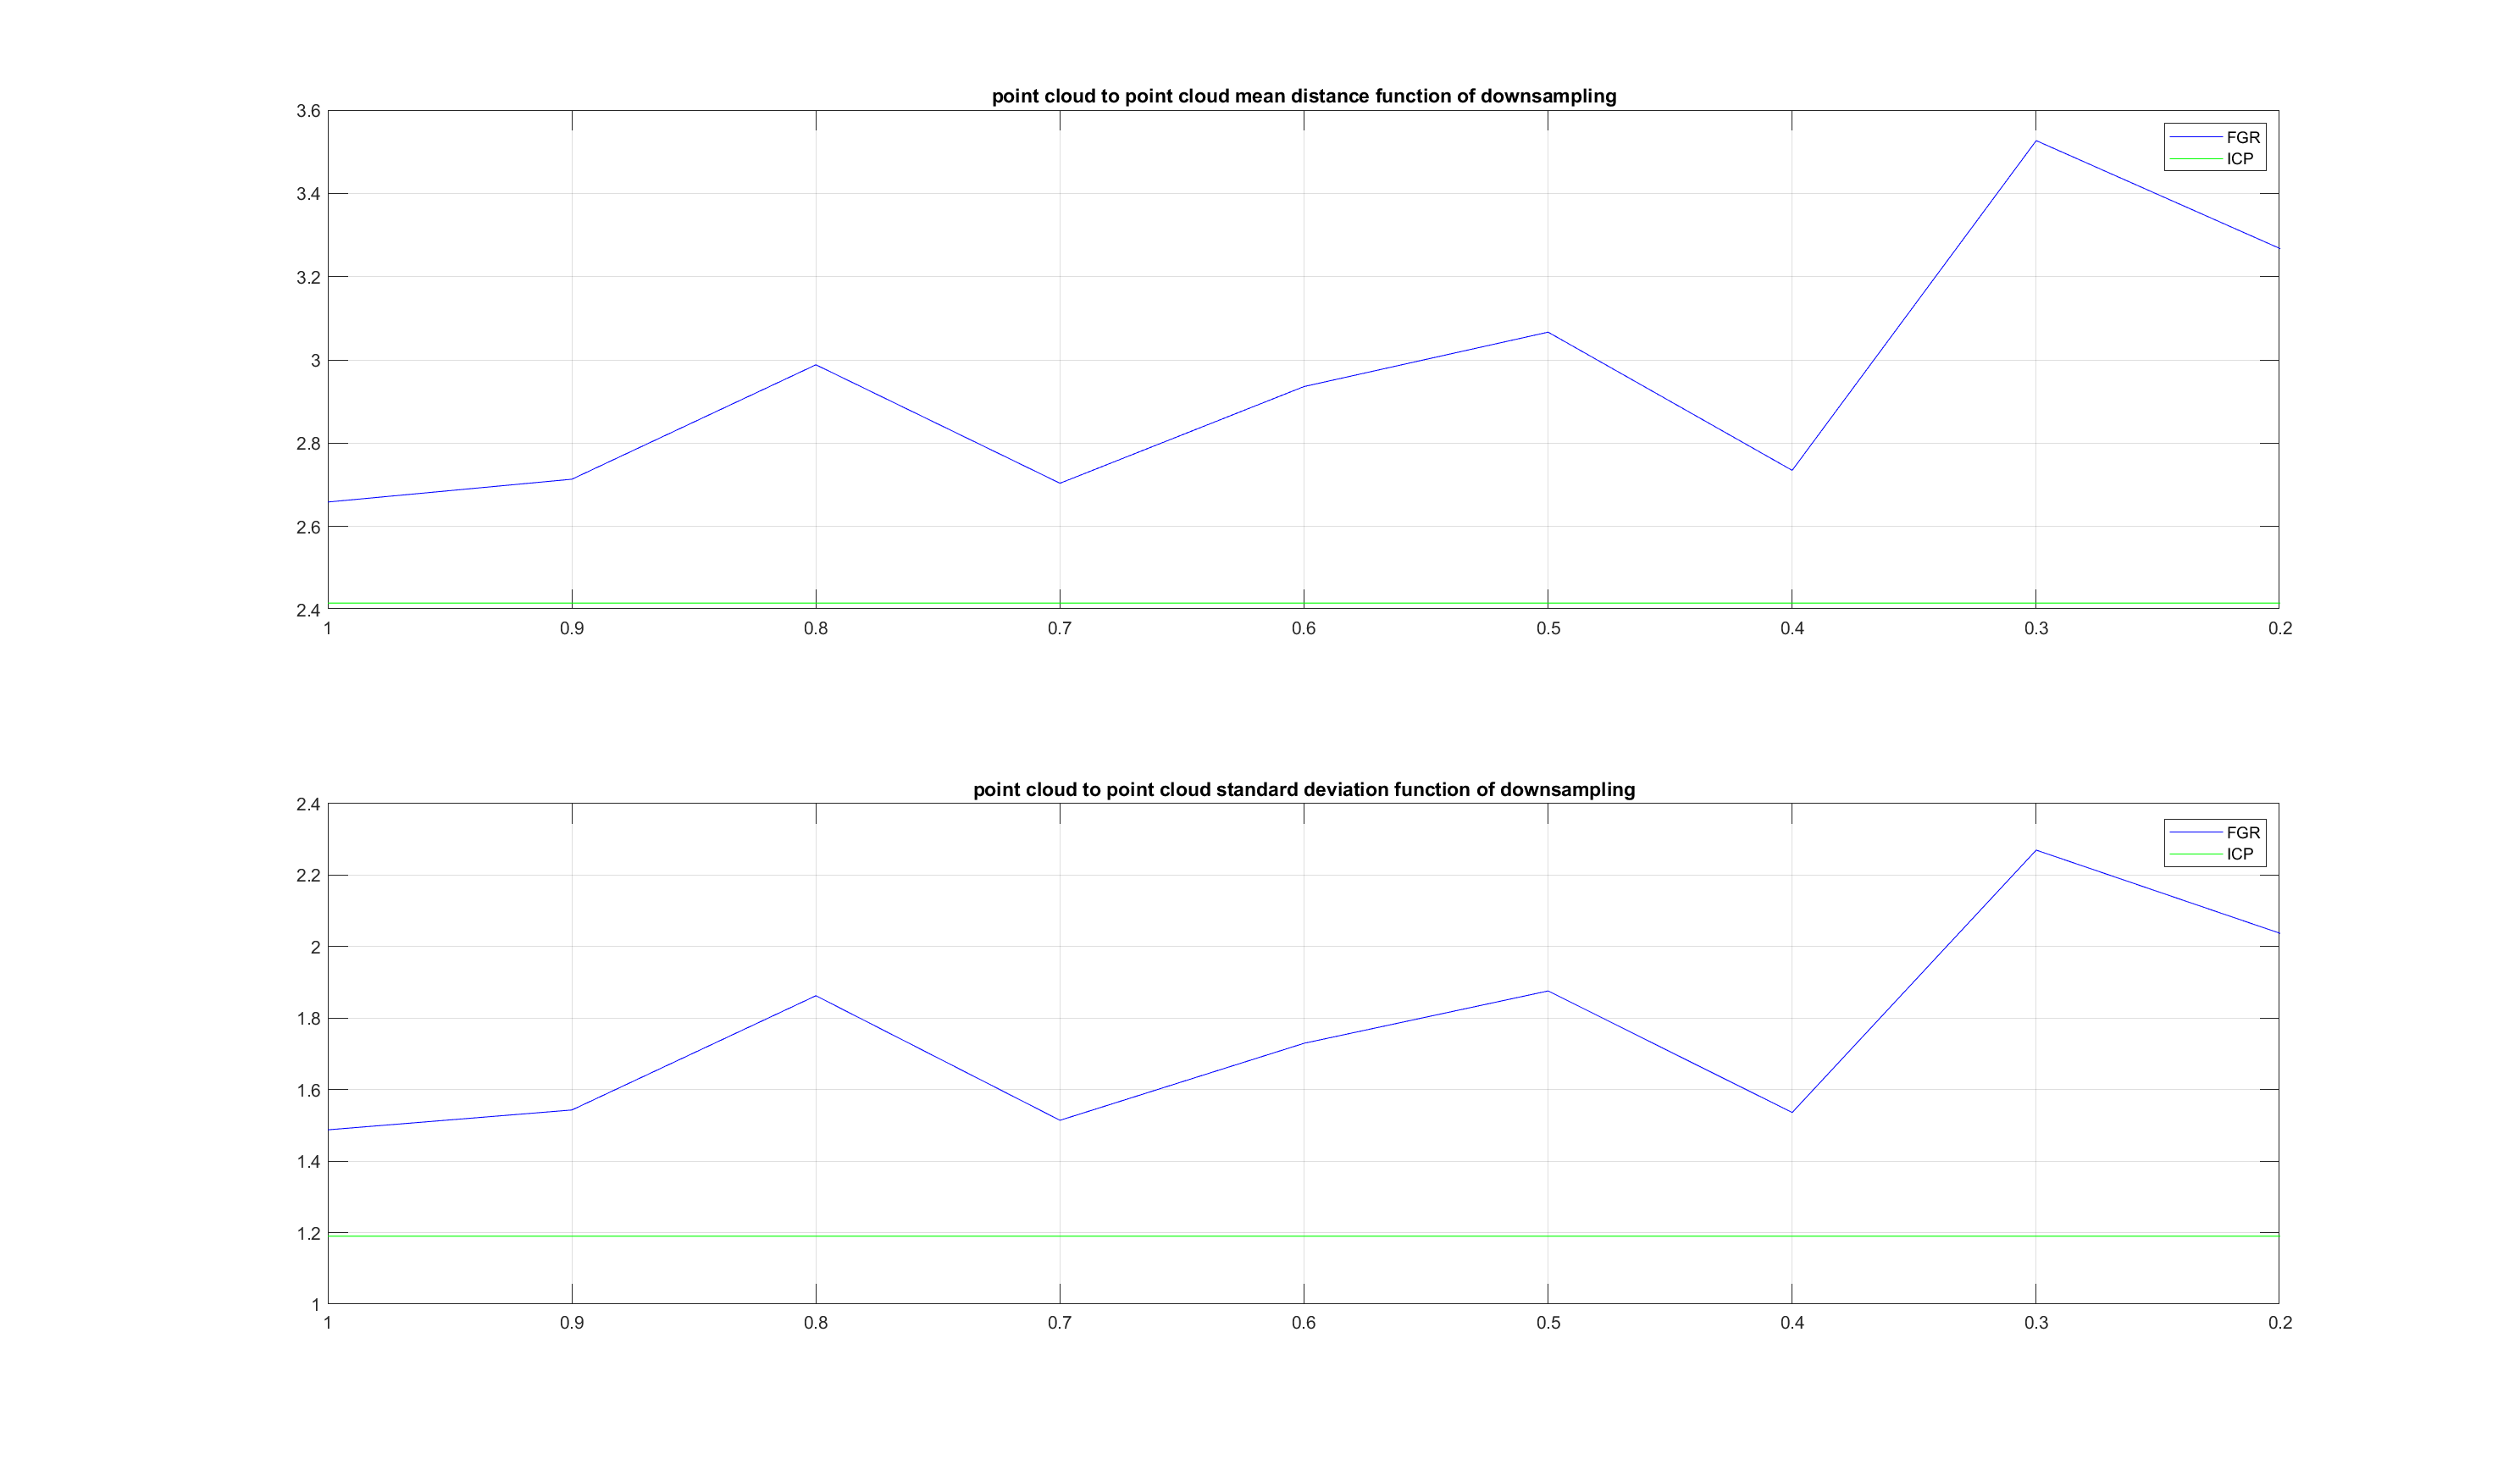 point cloud to point cloud mean distance function of downsampling
3.6
3.4
3.2
3
2.8
2.6
2.4
FGR
ICP
1 0.9 0.8 0.7 0.6 0.5 0.4 0.3 0.2
point cloud to point cloud standard deviation function of downsampling
2.4
2.2
2
1.8
1.6
1.4
1.2
1
FGR
ICP
1 0.9 0.8 0.7 0.6 0.5 0.4 0.3 0.2